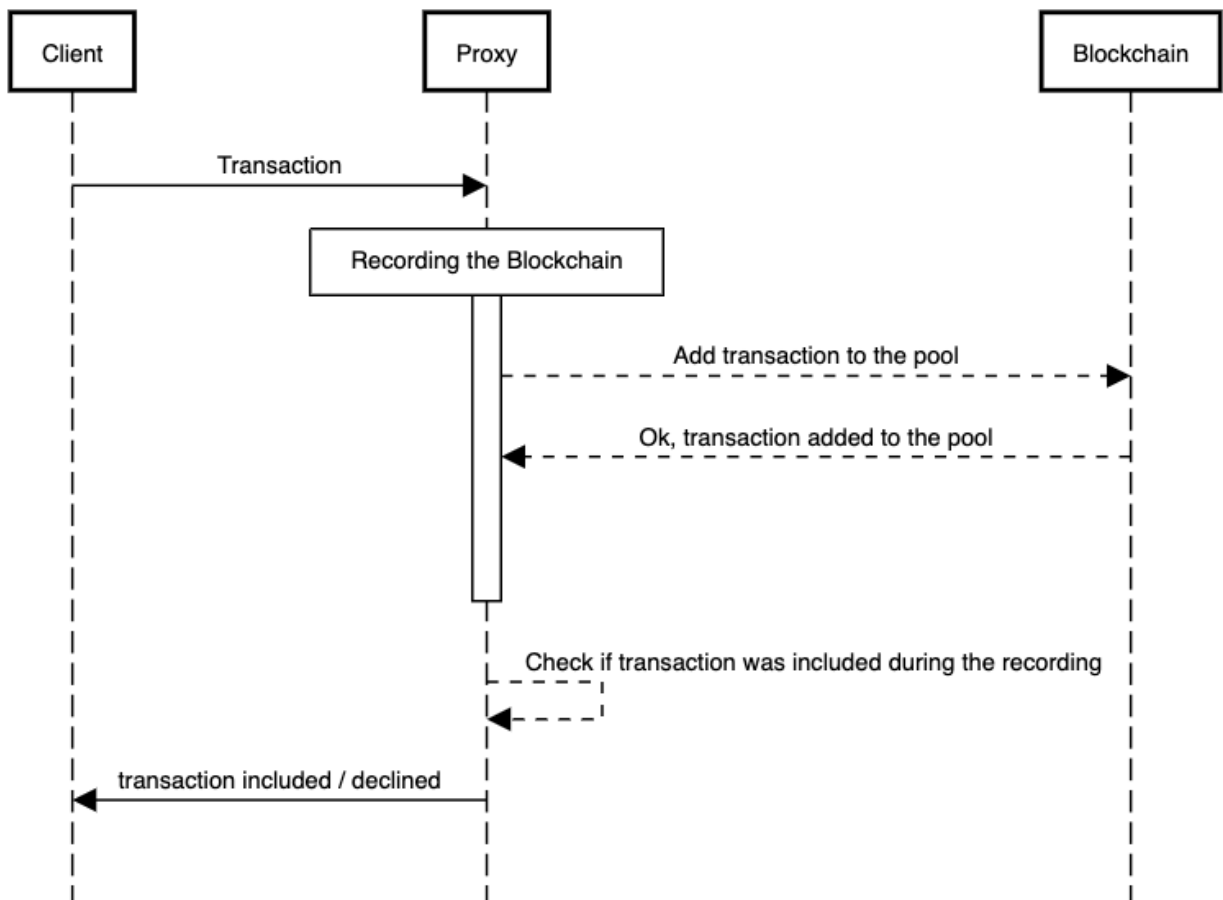 Client
Proxy
Blockchain
Transaction
Recording the Blockchain
Add transaction to the pool
Ok, transaction added to the pool
Check if transaction was included during the recording
transaction included / declined